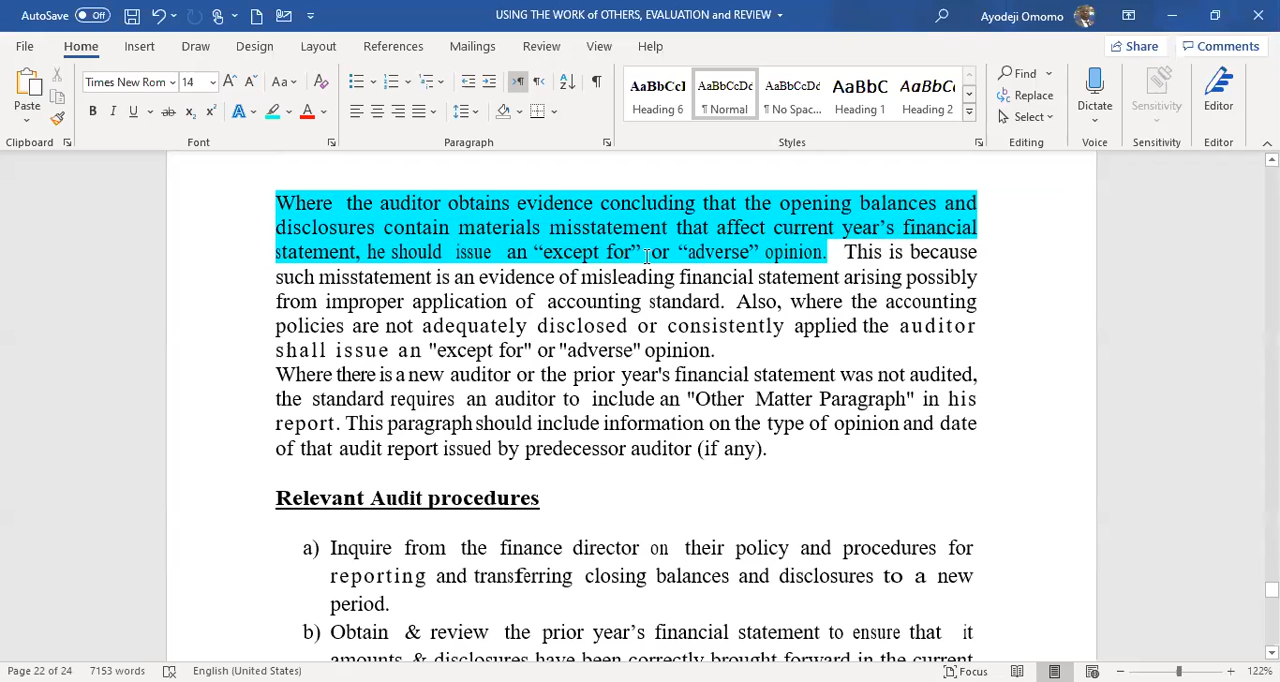 AutoSave Off USING THE WORK of OTHERS, EVALUATION and REVIEW Ayodeji Omomo
File Home Insert Draw Design Layout References Mailings Review View Help Share Comments
Paste Times New Rom 14 Aa AaBbCcI AaBbCcDc AaBbCcDc AaBbC AaBbCc Find Replace Select Dictate Sensitivity Editor
Heading 6 ¶ Normal ¶ No Spac... Heading 1 Heading 2
Clipboard Font Paragraph Styles Editing Voice Sensitivity Editor
Where the auditor obtains evidence concluding that the opening balances and
disclosures contain materials misstatement that affect current year’s financial
statement, he should issue an “except for” or “adverse” opinion. This is because
such misstatement is an evidence of misleading financial statement arising possibly
from improper application of accounting standard. Also, where the accounting
policies are not adequately disclosed or consistently applied the auditor
shall issue an "except for" or "adverse" opinion.
Where there is a new auditor or the prior year's financial statement was not audited,
the standard requires an auditor to include an "Other Matter Paragraph" in his
report. This paragraph should include information on the type of opinion and date
of that audit report issued by predecessor auditor (if any).
Relevant Audit procedures
a) Inquire from the finance director on their policy and procedures for
reporting and transferring closing balances and disclosures to a new
period.
b) Obtain & review the prior year’s financial statement to ensure that it
amounts & disclosures have been correctly brought forward in the current
Page 22 of 24 7153 words English (United States) Focus 122%